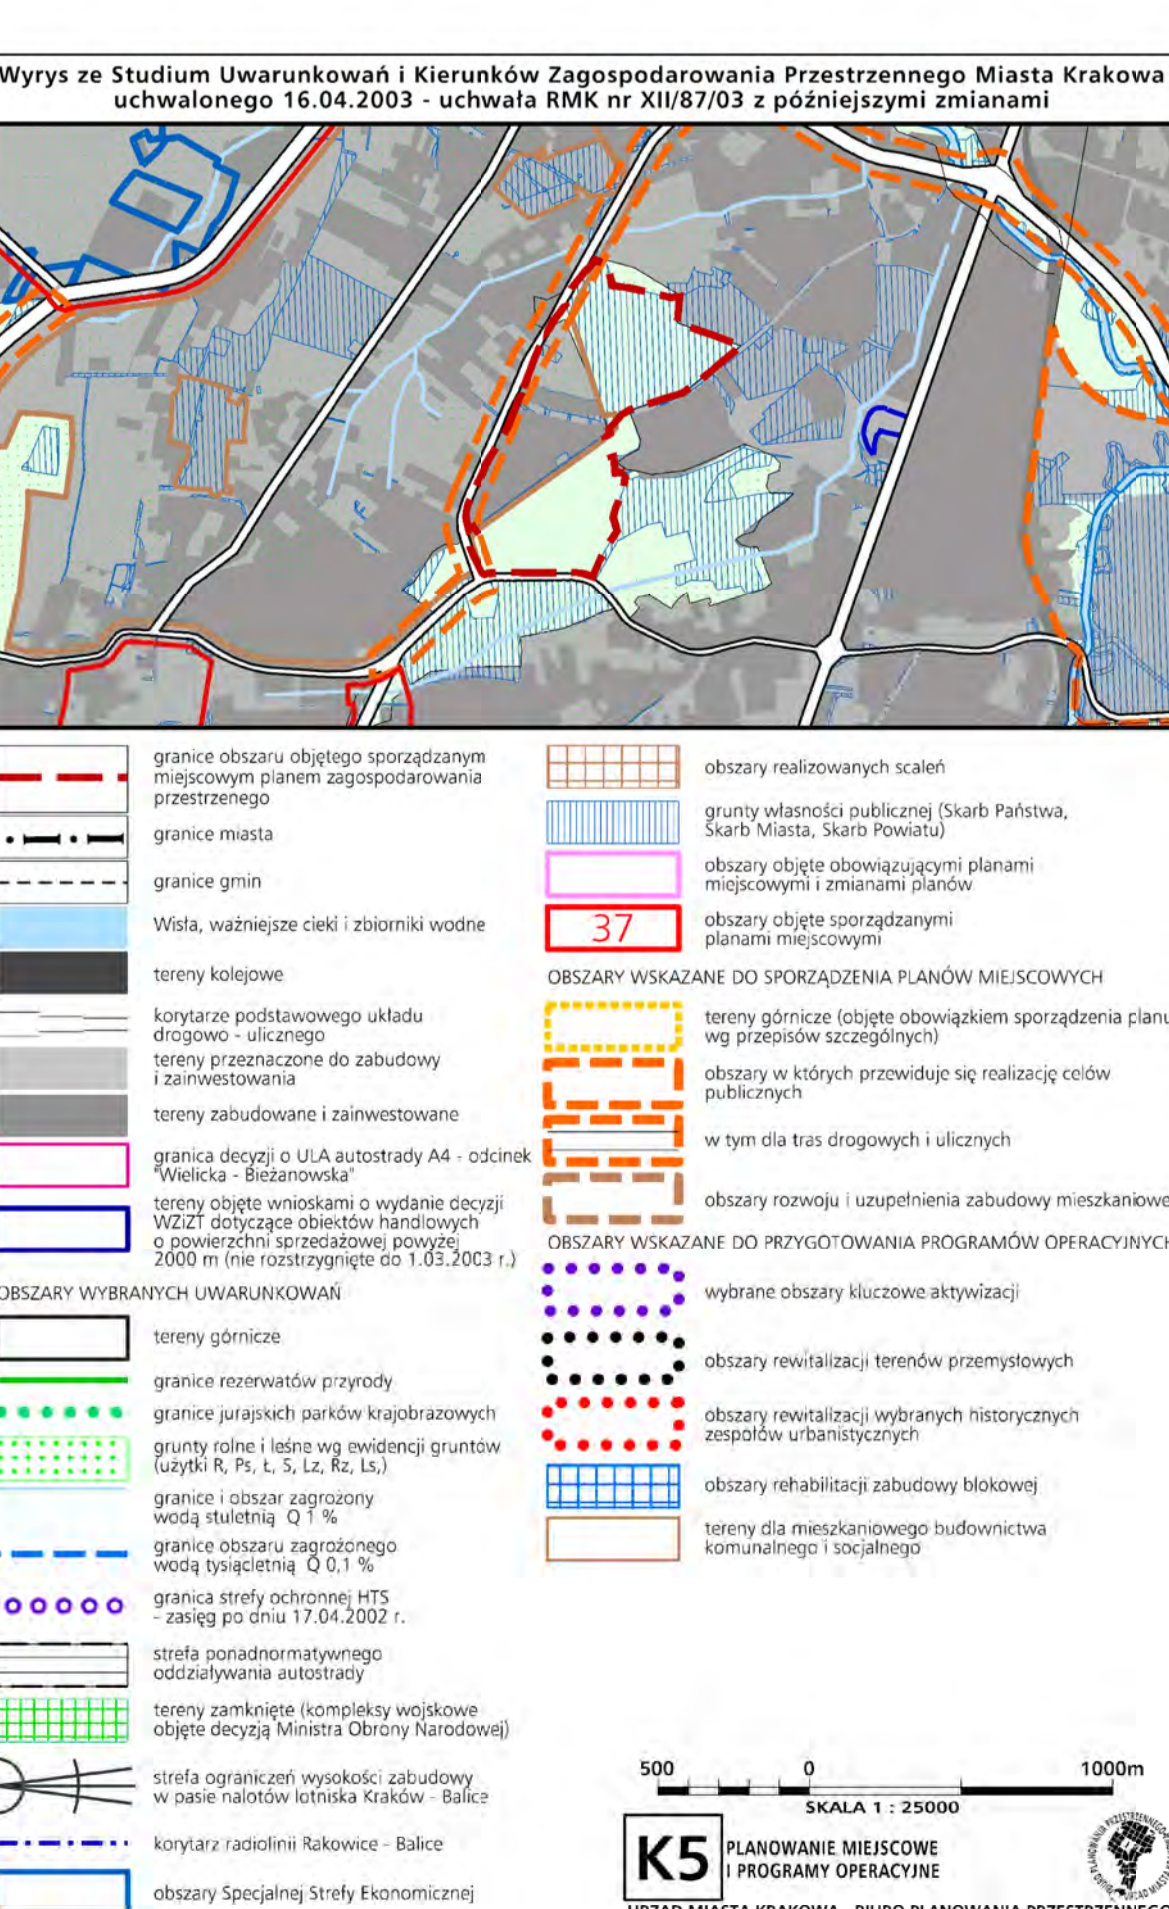 Wyrys ze Studium Uwarunkowań i Kierunków Zagospodarowania Przestrzennego Miasta Krakowa
uchwalonego 16.04.2003 - uchwała RMK nr XII/87/03 z późniejszymi zmianami
granice obszaru objętego sporządzanym
miejscowym planem zagospodarowania
przestrzenego
granice miasta
granice gmin
Wisła, ważniejsze cieki i zbiorniki wodne
tereny kolejowe
korytarze podstawowego układu
drogowo - ulicznego
tereny przeznaczone do zabudowy
i zainwestowania
tereny zabudowane i zainwestowane
granica decyzji o ULA autostrady A4 - odcinek
"Wielicka - Bieżanowska"
tereny objęte wnioskami o wydanie decyzji
WZiZT dotyczące obiektów handlowych
o powierzchni sprzedażowej powyżej
2000 m (nie rozstrzygnięte do 1.03.2003 r.)
OBSZARY WYBRANYCH UWARUNKOWAŃ
tereny górnicze
granice rezerwatów przyrody
granice jurajskich parków krajobrazowych
grunty rolne i leśne wg ewidencji gruntów
(użytki R, Ps, Ł, S, Lz, Rz, Ls,)
granice i obszar zagrożony
wodą stuletnią Q 1 %
granice obszaru zagrożonego
wodą tysiącletnią Q 0,1 %
granica strefy ochronnej HTS
- zasięg po dniu 17.04.2002 r.
strefa ponadnormatywnego
oddziaływania autostrady
tereny zamknięte (kompleksy wojskowe
objęte decyzją Ministra Obrony Narodowej)
strefa ograniczeń wysokości zabudowy
w pasie nalotów lotniska Kraków - Balice
korytarz radiolinii Rakowice - Balice
obszary Specjalnej Strefy Ekonomicznej
obszary realizowanych scaleń
grunty własności publicznej (Skarb Państwa,
Skarb Miasta, Skarb Powiatu)
obszary objęte obowiązującymi planami
miejscowymi i zmianami planów
37
obszary objęte sporządzanymi
planami miejscowymi
OBSZARY WSKAZANE DO SPORZĄDZENIA PLANÓW MIEJSCOWYCH
tereny górnicze (objęte obowiązkiem sporządzenia planu
wg przepisów szczególnych)
obszary w których przewiduje się realizację celów
publicznych
w tym dla tras drogowych i ulicznych
obszary rozwoju i uzupełnienia zabudowy mieszkaniowe
OBSZARY WSKAZANE DO PRZYGOTOWANIA PROGRAMÓW OPERACYJNYCH
wybrane obszary kluczowe aktywizacji
obszary rewitalizacji terenów przemysłowych
obszary rewitalizacji wybranych historycznych
zespołów urbanistycznych
obszary rehabilitacji zabudowy blokowej
tereny dla mieszkaniowego budownictwa
komunalnego i socjalnego
500 0 1000m
SKALA 1 : 25000
K5
PLANOWANIE MIEJSCOWE
I PROGRAMY OPERACYJNE
URZĄD MIASTA KRAKOWA - BIURO PLANOWANIA PRZESTRZENNEGO